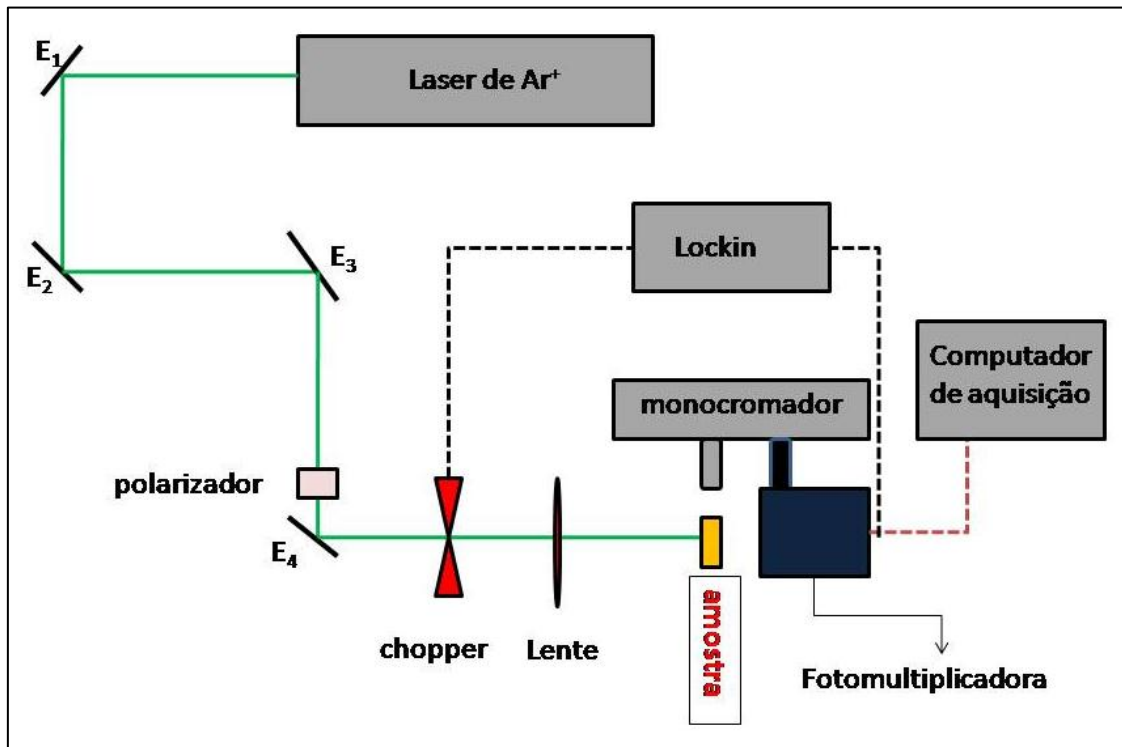 E₁
Laser de Ar⁺
E₂
E₃
Lockin
Computador
de aquisição
monocromador
polarizador
E₄
chopper
Lente
amostra
Fotomultiplicadora